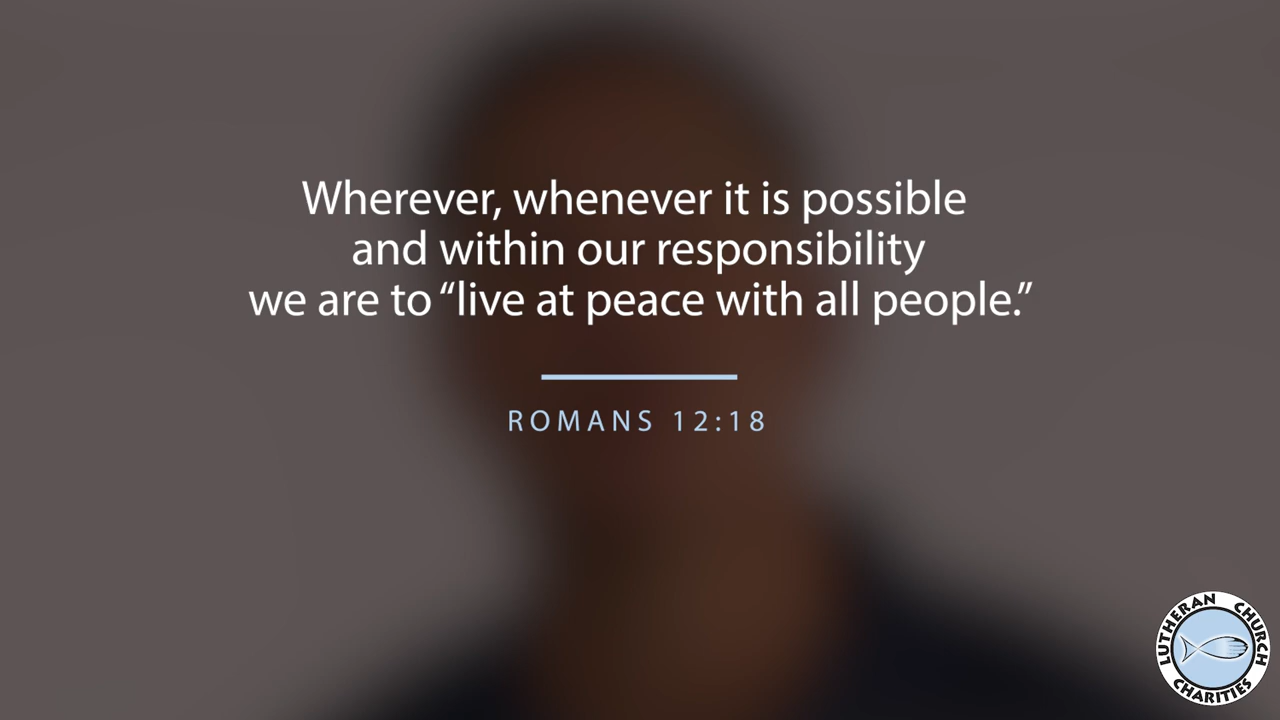 Wherever, whenever it is possible
and within our responsibility
we are to “live at peace with all people.”
ROMANS 12:18
LUTHERAN CHURCH
CHARITIES